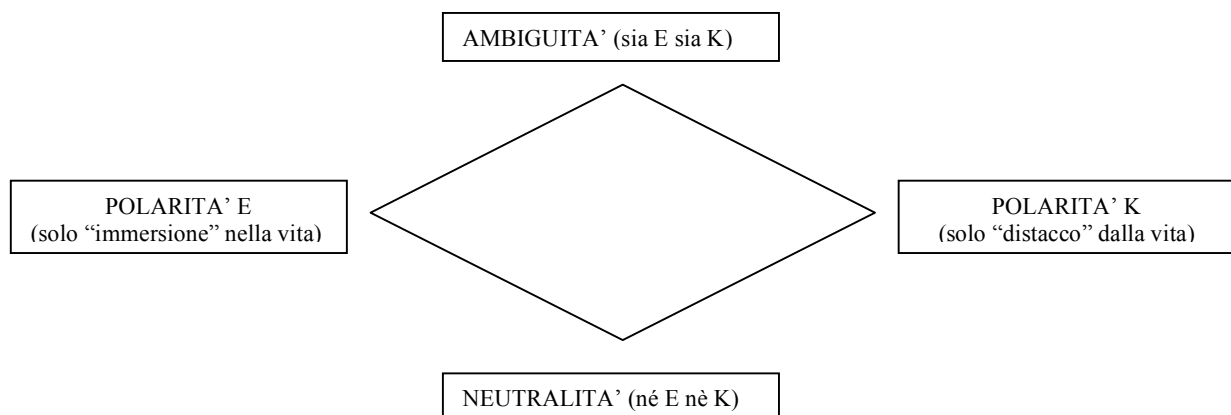 AMBIGUITA’ (sia E sia K)
POLARITA’ E
(solo “immersione” nella vita)
POLARITA’ K
(solo “distacco” dalla vita)
NEUTRALITA’ (né E nè K)